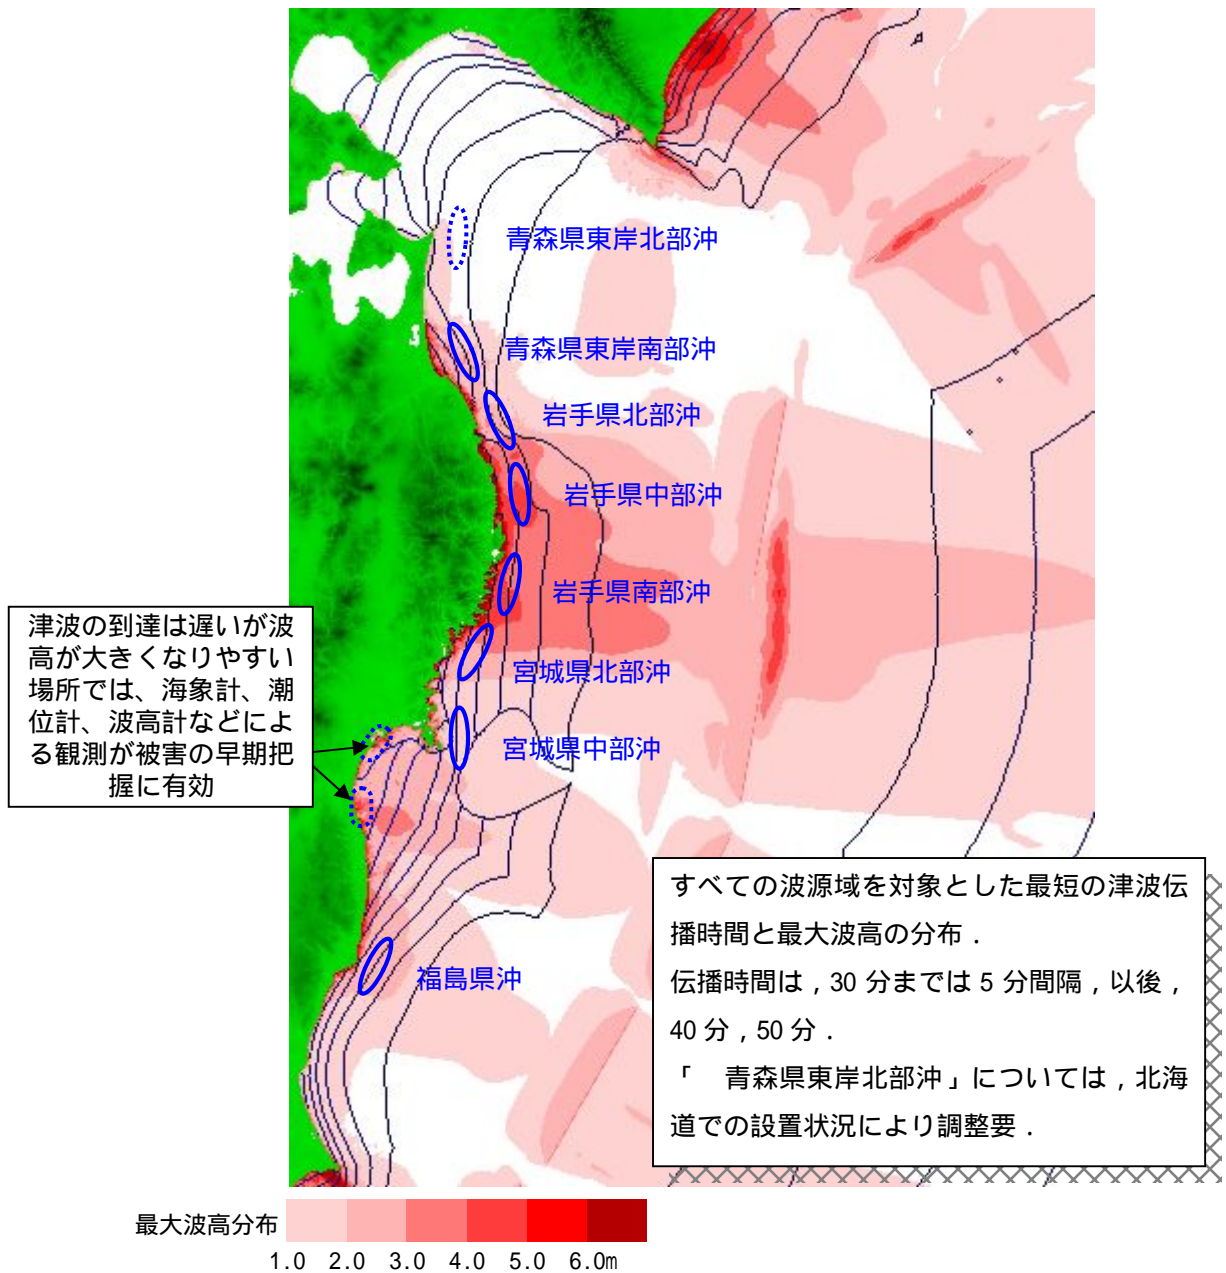 青森県東岸北部沖
青森県東岸南部沖
岩手県北部沖
岩手県中部沖
岩手県南部沖
宮城県北部沖
宮城県中部沖
福島県沖
津波の到達は遅いが波
高が大きくなりやすい
場所では、海象計、潮
位計、波高計などによ
る観測が被害の早期把
握に有効
すべての波源域を対象とした最短の津波伝
播時間と最大波高の分布．
伝播時間は，30 分までは 5 分間隔，以後，
40 分，50 分．
「　青森県東岸北部沖」については，北海
道での設置状況により調整要．
最大波高分布
1.0 2.0 3.0 4.0 5.0 6.0m